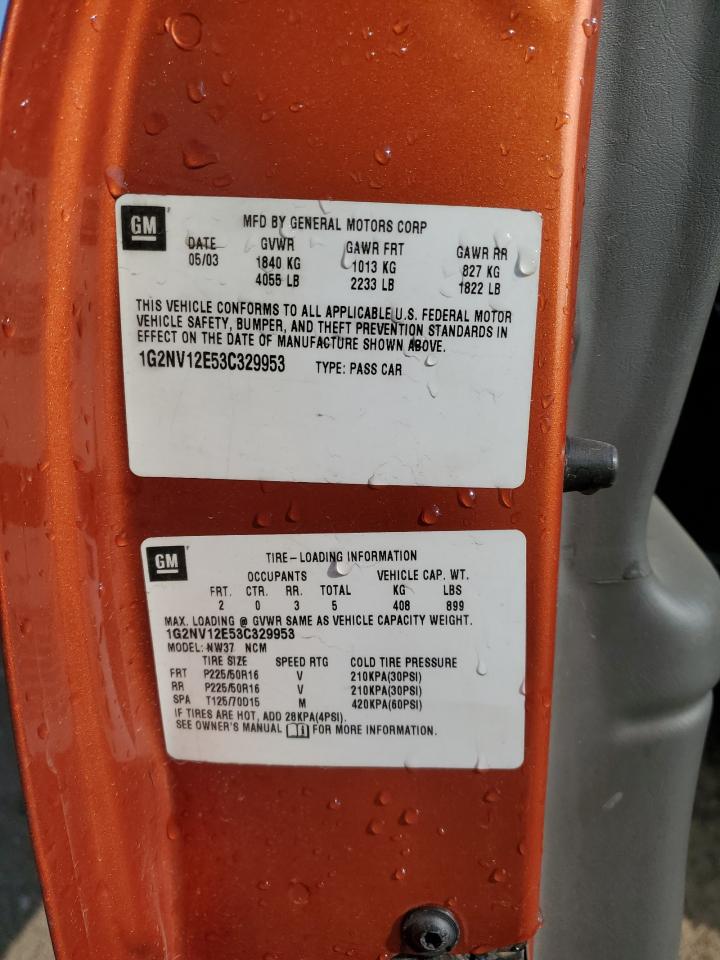 GM
MFD BY GENERAL MOTORS CORP
DATE GVWR GAWR FRT GAWR RR
05/03 1840 KG 1013 KG 827 KG
4055 LB 2233 LB 1822 LB
THIS VEHICLE CONFORMS TO ALL APPLICABLE U.S. FEDERAL MOTOR
VEHICLE SAFETY, BUMPER, AND THEFT PREVENTION STANDARDS IN
EFFECT ON THE DATE OF MANUFACTURE SHOWN ABOVE.
1G2NV12E53C329953 TYPE: PASS CAR
GM
TIRE-LOADING INFORMATION
OCCUPANTS VEHICLE CAP. WT.
FRT. CTR. RR. TOTAL KG LBS
2 0 3 5 408 899
MAX. LOADING @ GVWR SAME AS VEHICLE CAPACITY WEIGHT.
1G2NV12E53C329953
MODEL: NW37 NCM
TIRE SIZE SPEED RTG COLD TIRE PRESSURE
FRT P225/50R16 V 210KPA(30PSI)
RR P225/50R16 V 210KPA(30PSI)
SPA T125/70D15 M 420KPA(60PSI)
IF TIRES ARE HOT, ADD 28KPA(4PSI).
SEE OWNER'S MANUAL FOR MORE INFORMATION.